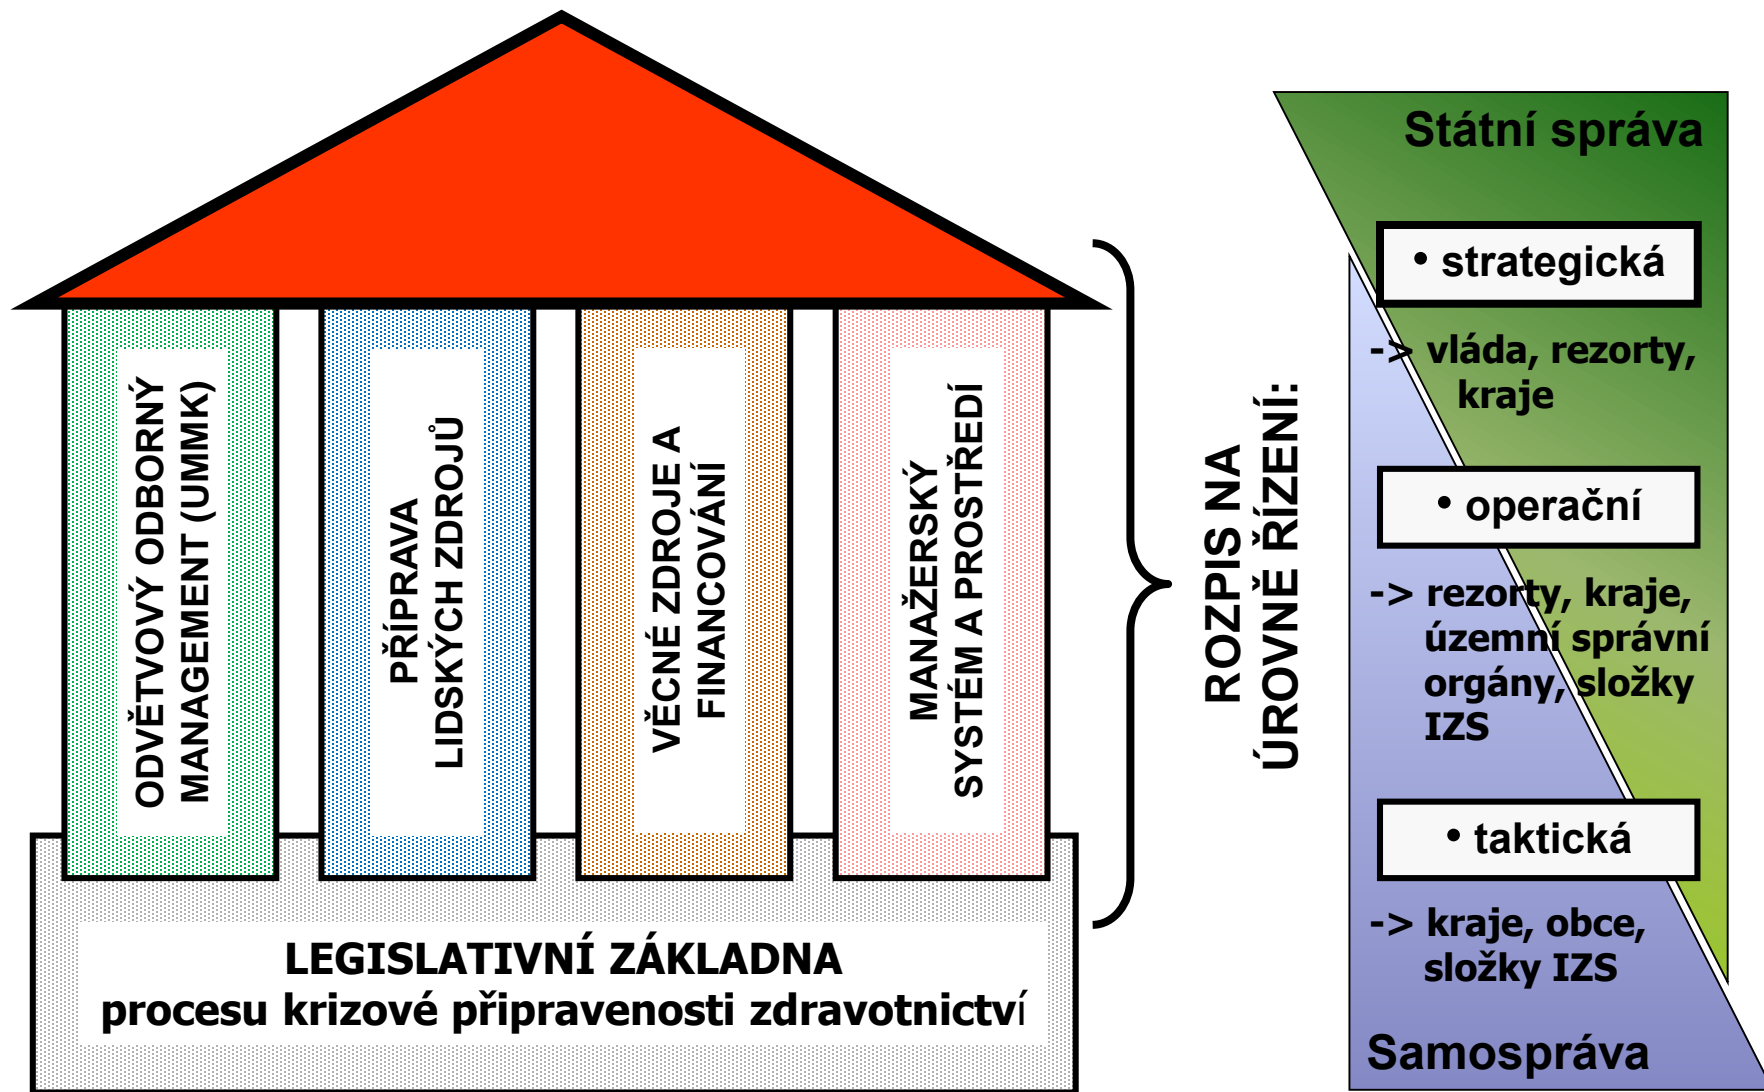 ODVĚTVOVÝ ODBORNÝ
MANAGEMENT (UMMK)
PŘÍPRAVA
LIDSKÝCH ZDROJŮ
VĚCNÉ ZDROJE A
FINANCOVÁNÍ
MANAŽERSKÝ
SYSTÉM A PROSTŘEDÍ
LEGISLATIVNÍ ZÁKLADNA
procesu krizové připravenosti zdravotnictví
ROZPIS NA
ÚROVNĚ ŘÍZENÍ:
Státní správa
• strategická
-> vláda, rezorty,
kraje
• operační
-> rezorty, kraje,
územní správní
orgány, složky
IZS
• taktická
-> kraje, obce,
složky IZS
Samospráva